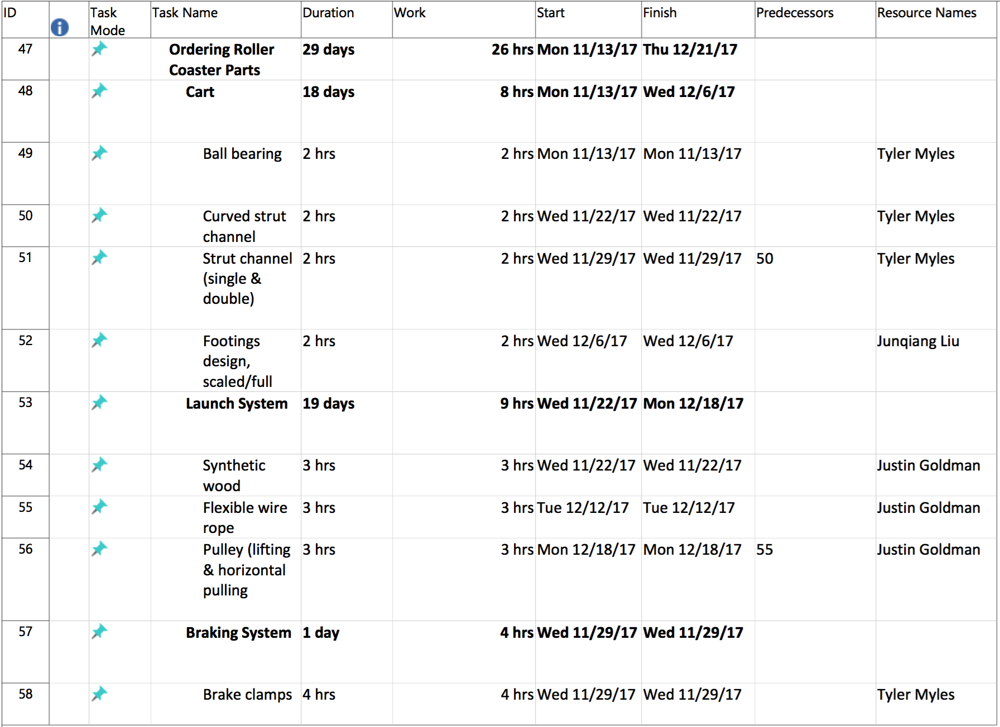 ID Task Mode Task Name Duration Work Start Finish Predecessors Resource Names
47 Ordering Roller Coaster Parts 29 days 26 hrs Mon 11/13/17 Thu 12/21/17
48 Cart 18 days 8 hrs Mon 11/13/17 Wed 12/6/17
49 Ball bearing 2 hrs 2 hrs Mon 11/13/17 Mon 11/13/17 Tyler Myles
50 Curved strut channel 2 hrs 2 hrs Wed 11/22/17 Wed 11/22/17 Tyler Myles
51 Strut channel (single & double) 2 hrs 2 hrs Wed 11/29/17 Wed 11/29/17 50 Tyler Myles
52 Footings design, scaled/full 2 hrs 2 hrs Wed 12/6/17 Wed 12/6/17 Junqiang Liu
53 Launch System 19 days 9 hrs Wed 11/22/17 Mon 12/18/17
54 Synthetic wood 3 hrs 3 hrs Wed 11/22/17 Wed 11/22/17 Justin Goldman
55 Flexible wire rope 3 hrs 3 hrs Tue 12/12/17 Tue 12/12/17 Justin Goldman
56 Pulley (lifting & horizontal pulling 3 hrs 3 hrs Mon 12/18/17 Mon 12/18/17 55 Justin Goldman
57 Braking System 1 day 4 hrs Wed 11/29/17 Wed 11/29/17
58 Brake clamps 4 hrs 4 hrs Wed 11/29/17 Wed 11/29/17 Tyler Myles